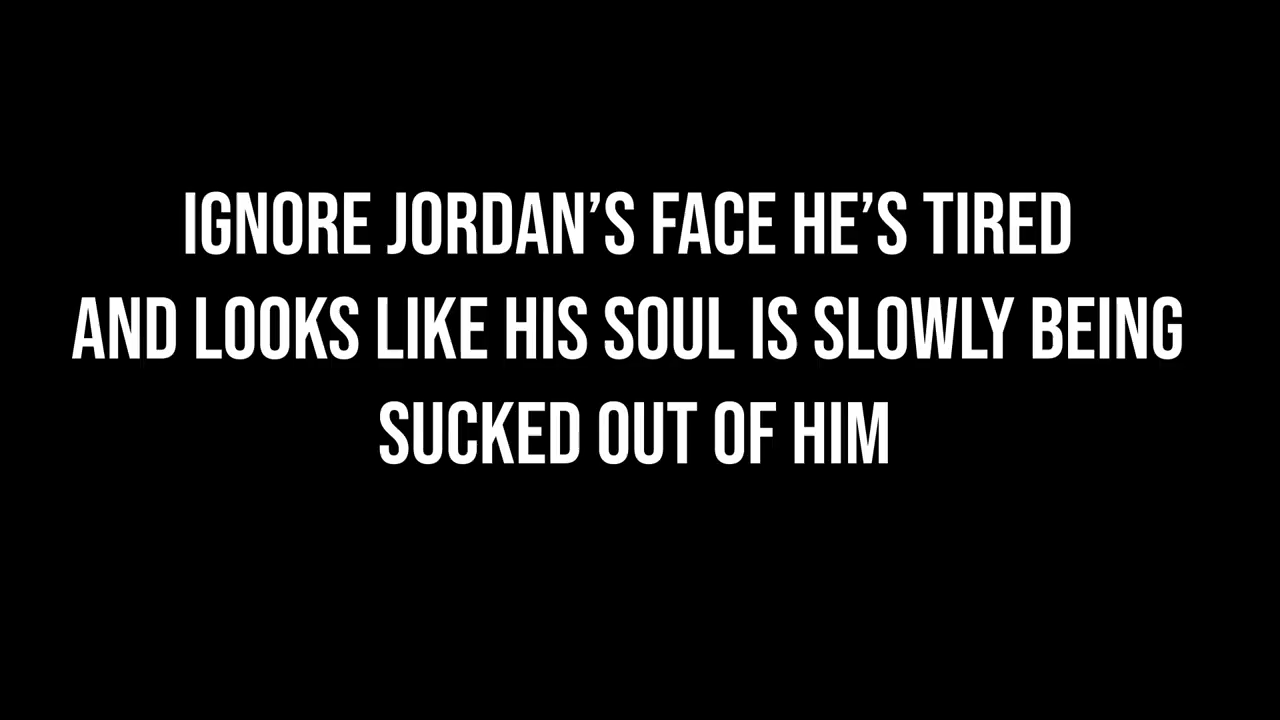 IGNORE JORDAN’S FACE HE’S TIRED
AND LOOKS LIKE HIS SOUL IS SLOWLY BEING
SUCKED OUT OF HIM